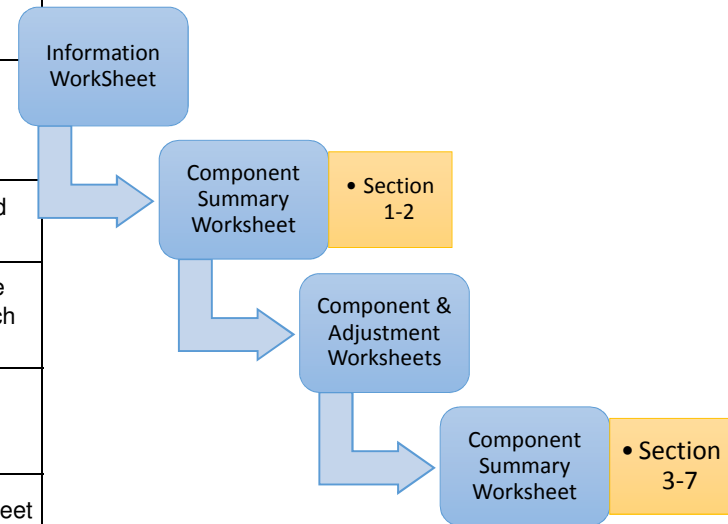 Information
WorkSheet
Component
Summary
Worksheet
• Section
1-2
d
e
ch
Component &
Adjustment
Worksheets
Component
Summary
Worksheet
• Section
3-7
eet